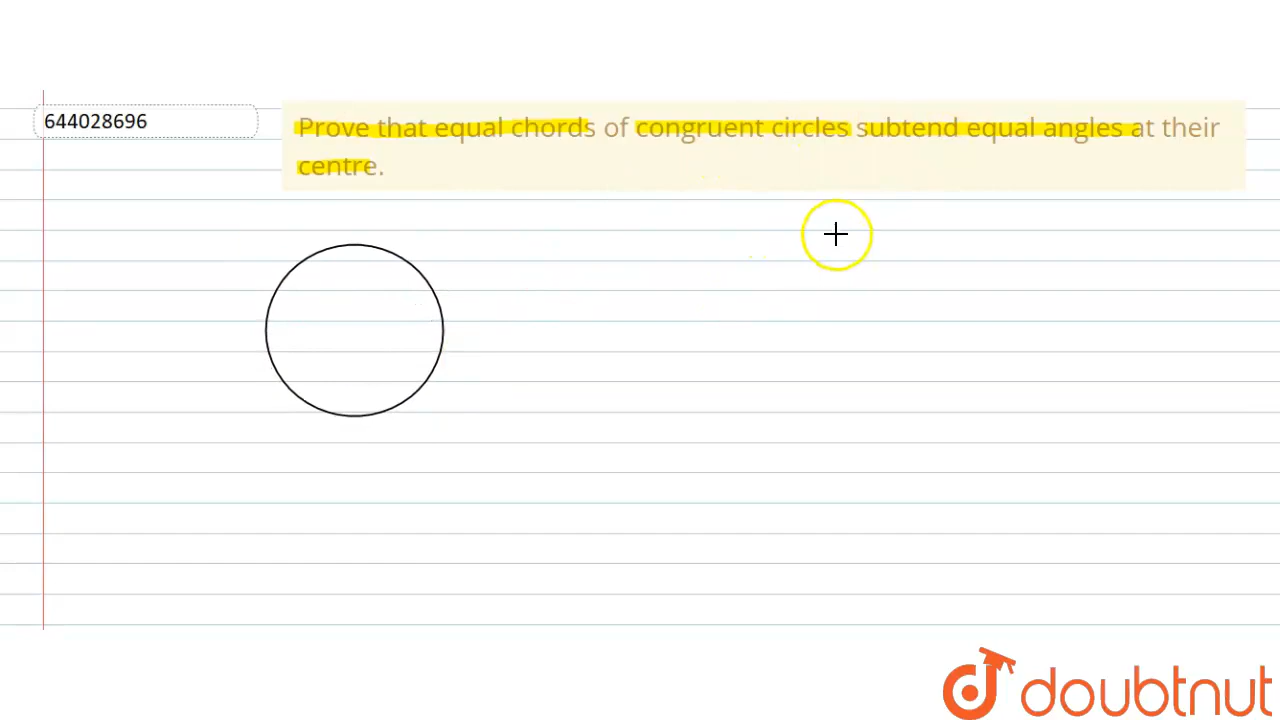 644028696
Prove that equal chords of congruent circles subtend equal angles at their
centre.
doubtnut